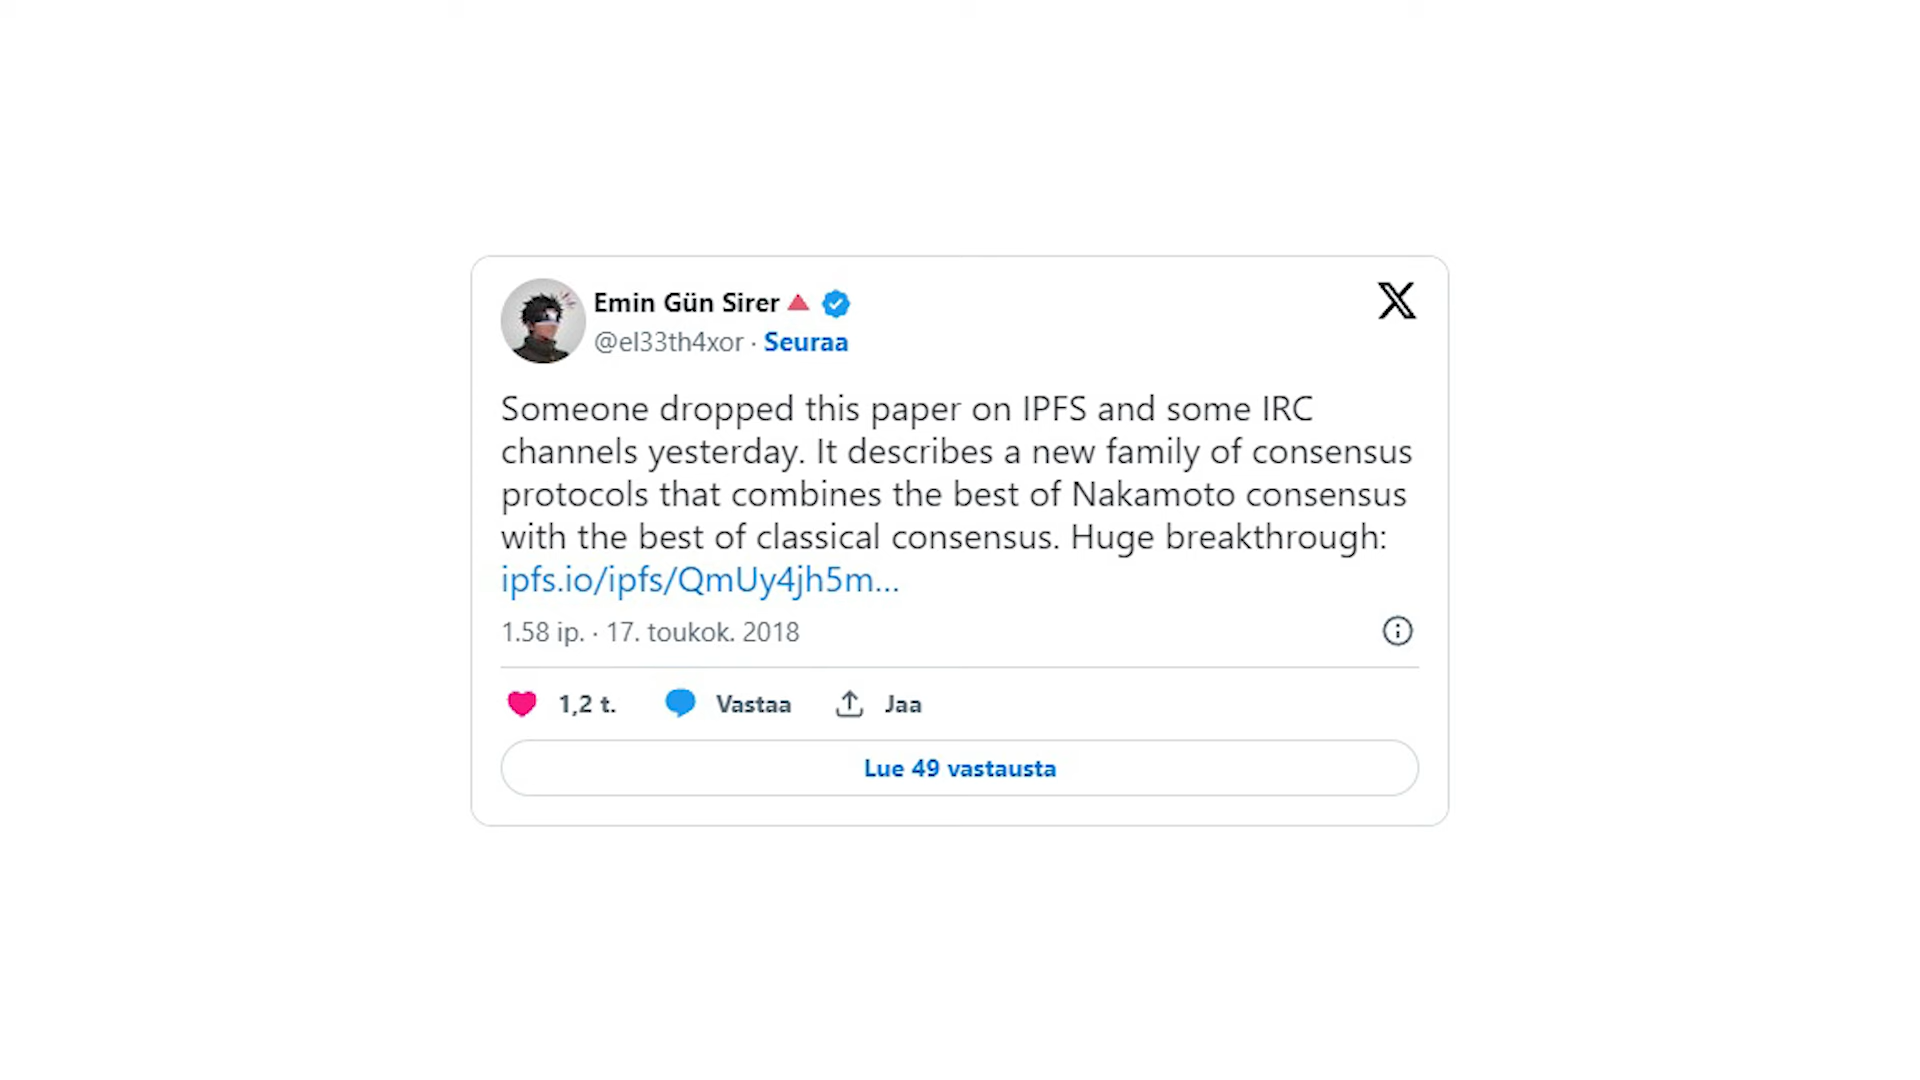 Emin Gün Sirer
@el33th4xor · Seuraa
Someone dropped this paper on IPFS and some IRC
channels yesterday. It describes a new family of consensus
protocols that combines the best of Nakamoto consensus
with the best of classical consensus. Huge breakthrough:
ipfs.io/ipfs/QmUy4jh5m...
1.58 ip. · 17. toukok. 2018
1,2 t. Vastaa Jaa
Lue 49 vastausta